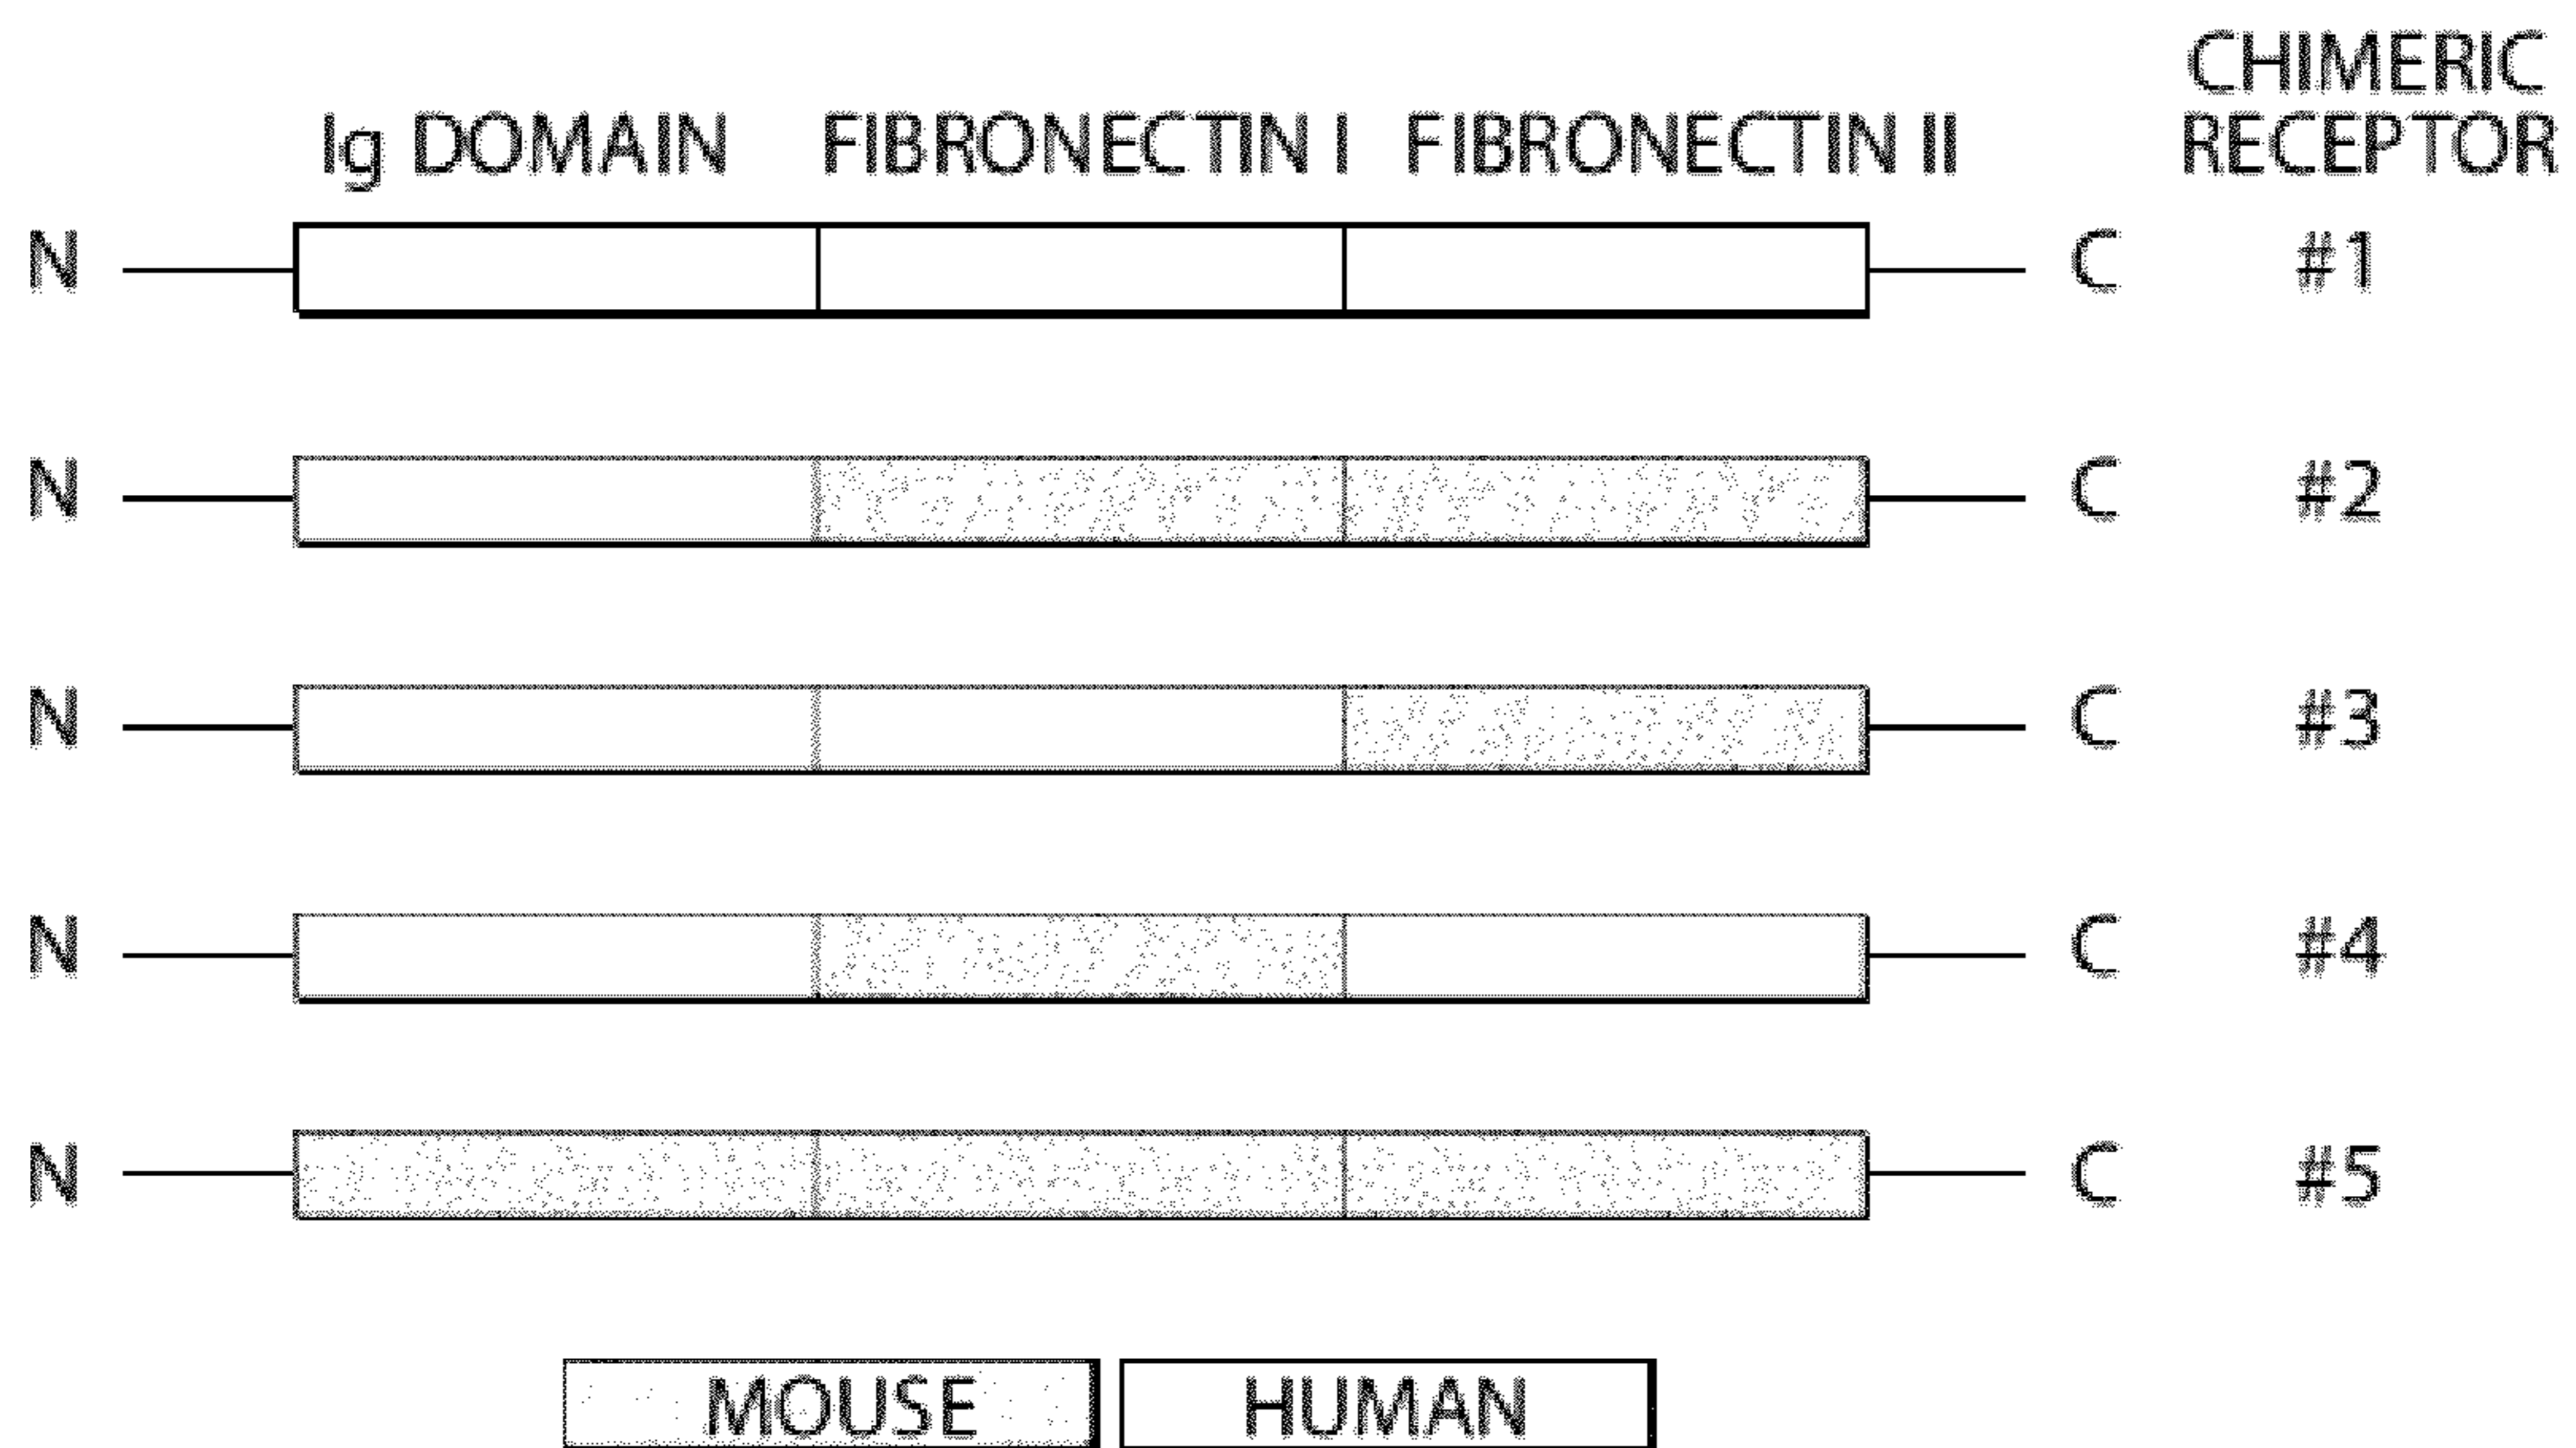 CHIMERIC
Ig DOMAIN FIBRONECTIN I FIBRONECTIN II RECEPTOR
N C #1
N C #2
N C #3
N C #4
N C #5
MOUSE HUMAN